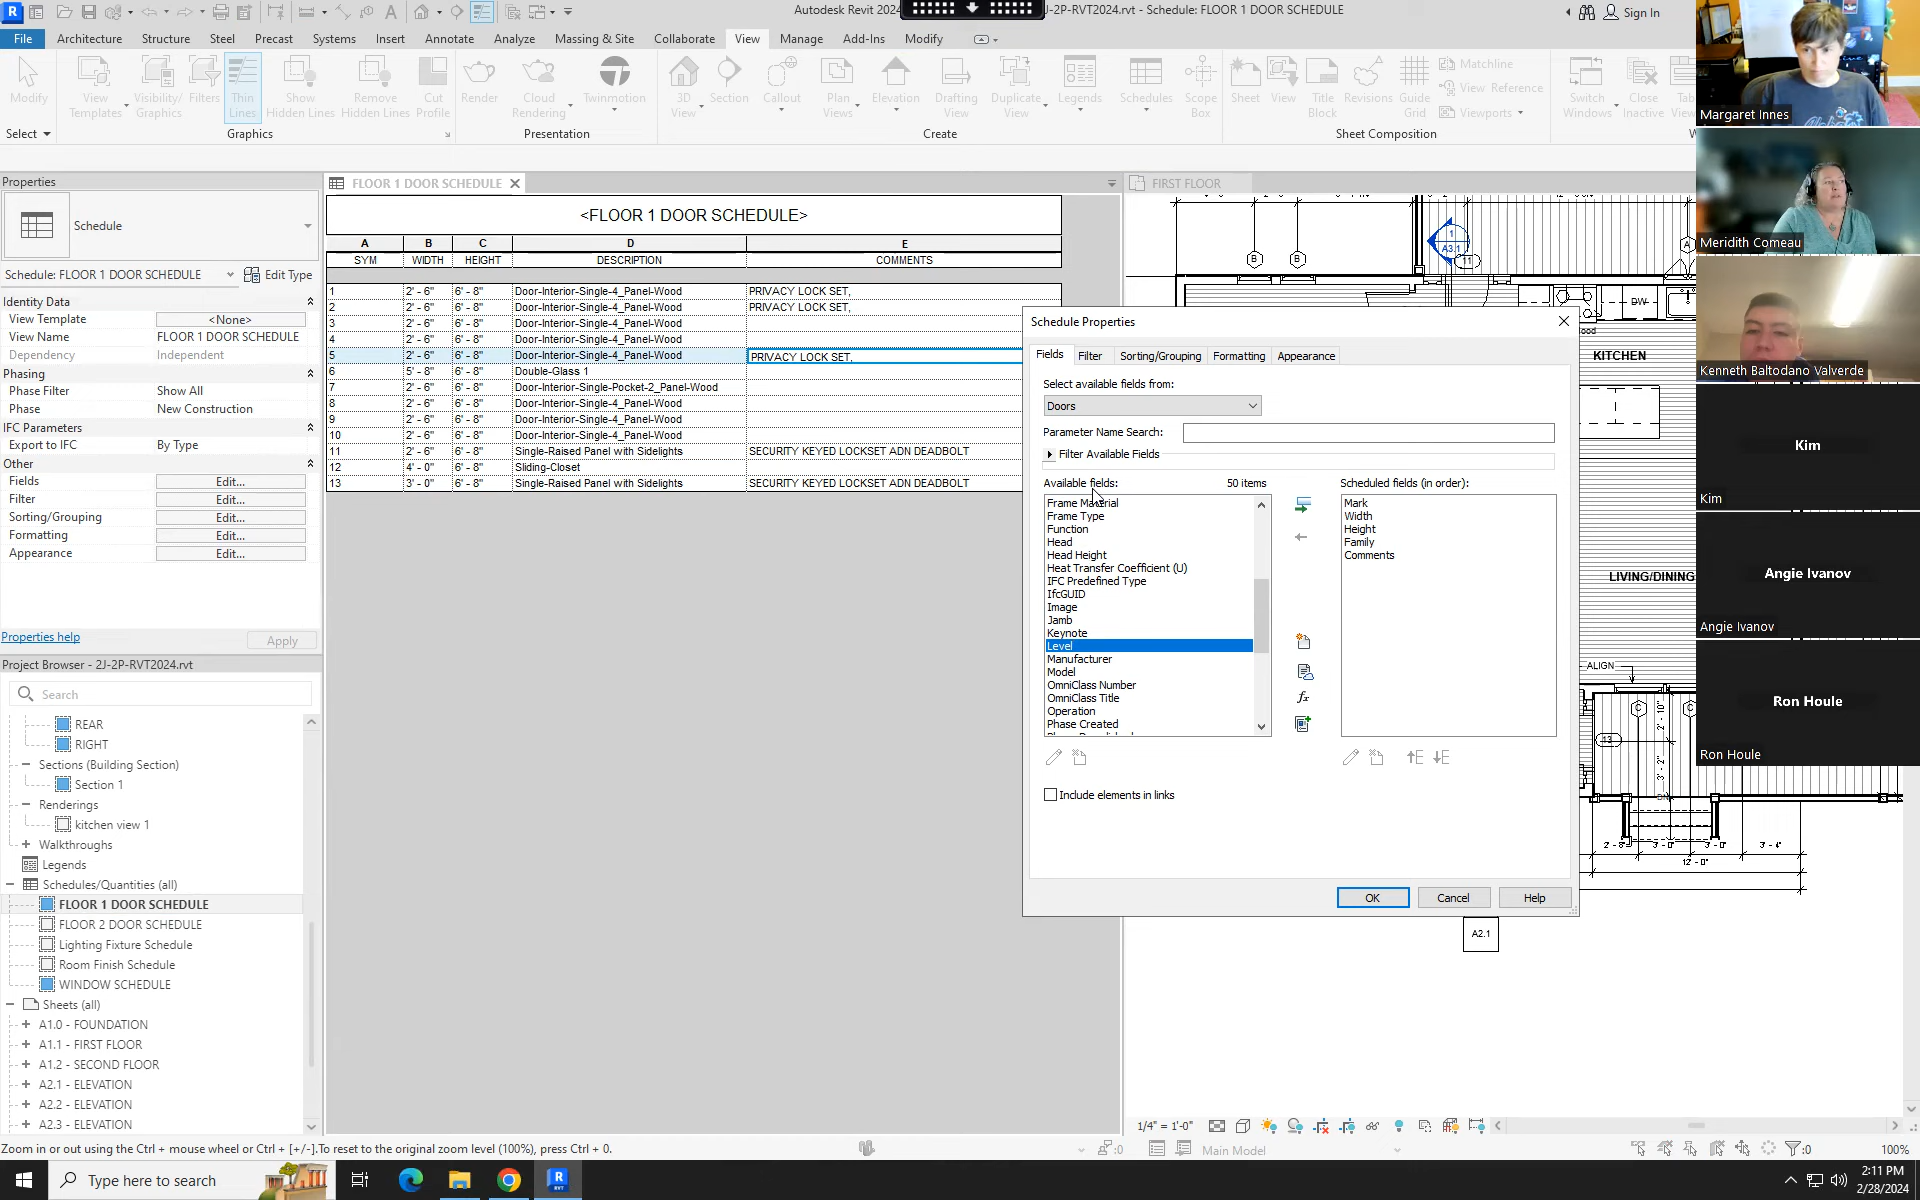 Autodesk Revit 2024
J-2P-RVT2024.rvt - Schedule: FLOOR 1 DOOR SCHEDULE
Sign In
File Architecture Structure Steel Precast Systems Insert Annotate Analyze Massing & Site Collaborate View Manage Add-Ins Modify
Modify
View Templates
Visibility/ Graphics
Filters
Thin Lines
Show Hidden Lines
Remove Hidden Lines
Cut Profile
Render
Cloud Rendering
Twinmotion
3D View
Section
Callout
Plan Views
Elevation
Drafting View
Duplicate View
Legends
Schedules
Scope Box
Sheet
View
Title Block
Revisions
Guide Grid
Matchline
View Reference
Viewports
Switch Windows
Close Inactive
Select
Graphics
Presentation
Create
Sheet Composition
Properties
Schedule
Schedule: FLOOR 1 DOOR SCHEDULE
Edit Type
Identity Data
View Template <None>
View Name FLOOR 1 DOOR SCHEDULE
Dependency Independent
Phasing
Phase Filter Show All
Phase New Construction
IFC Parameters
Export to IFC By Type
Other
Fields Edit...
Filter Edit...
Sorting/Grouping Edit...
Formatting Edit...
Appearance Edit...
Properties help
Apply
Project Browser - 2J-2P-RVT2024.rvt
Search
REAR
RIGHT
Sections (Building Section)
Section 1
Renderings
kitchen view 1
Walkthroughs
Legends
Schedules/Quantities (all)
FLOOR 1 DOOR SCHEDULE
FLOOR 2 DOOR SCHEDULE
Lighting Fixture Schedule
Room Finish Schedule
WINDOW SCHEDULE
Sheets (all)
A1.0 - FOUNDATION
A1.1 - FIRST FLOOR
A1.2 - SECOND FLOOR
A2.1 - ELEVATION
A2.2 - ELEVATION
A2.3 - ELEVATION
FLOOR 1 DOOR SCHEDULE
<FLOOR 1 DOOR SCHEDULE>
A B C D E
SYM WIDTH HEIGHT DESCRIPTION COMMENTS
1 2' - 6" 6' - 8" Door-Interior-Single-4_Panel-Wood PRIVACY LOCK SET,
2 2' - 6" 6' - 8" Door-Interior-Single-4_Panel-Wood PRIVACY LOCK SET,
3 2' - 6" 6' - 8" Door-Interior-Single-4_Panel-Wood
4 2' - 6" 6' - 8" Door-Interior-Single-4_Panel-Wood
5 2' - 6" 6' - 8" Door-Interior-Single-4_Panel-Wood PRIVACY LOCK SET,
6 5' - 8" 6' - 8" Double-Glass 1
7 2' - 6" 6' - 8" Door-Interior-Single-Pocket-2_Panel-Wood
8 2' - 6" 6' - 8" Door-Interior-Single-4_Panel-Wood
9 2' - 6" 6' - 8" Door-Interior-Single-4_Panel-Wood
10 2' - 6" 6' - 8" Door-Interior-Single-4_Panel-Wood
11 2' - 6" 6' - 8" Single-Raised Panel with Sidelights SECURITY KEYED LOCKSET ADN DEADBOLT
12 4' - 0" 6' - 8" Sliding-Closet
13 3' - 0" 6' - 8" Single-Raised Panel with Sidelights SECURITY KEYED LOCKSET ADN DEADBOLT
FIRST FLOOR
1
A3.1
11
B
B
A
DW
KITCHEN
LIVING/DINING
ALIGN
C
C
13
2' - 10"
3' - 2"
2' - 8" 3' - 0" 3' - 0" 3' - 4"
12' - 0"
A2.1
Schedule Properties
Fields Filter Sorting/Grouping Formatting Appearance
Select available fields from:
Doors
Parameter Name Search:
Filter Available Fields
Available fields: 50 items
Frame Material
Frame Type
Function
Head
Head Height
Heat Transfer Coefficient (U)
IFC Predefined Type
IfcGUID
Image
Jamb
Keynote
Level
Manufacturer
Model
OmniClass Number
OmniClass Title
Operation
Phase Created
Scheduled fields (in order):
Mark
Width
Height
Family
Comments
Include elements in links
OK Cancel Help
Margaret Innes
Meridith Comeau
Kenneth Baltodano Valverde
Kim
Kim
Angie Ivanov
Angie Ivanov
Ron Houle
Ron Houle
1/4" = 1'-0"
Zoom in or out using the Ctrl + mouse wheel or Ctrl + [+/-].To reset to the original zoom level (100%), press Ctrl + 0.
:0
Main Model
:0
100%
Type here to search
2:11 PM
2/28/2024